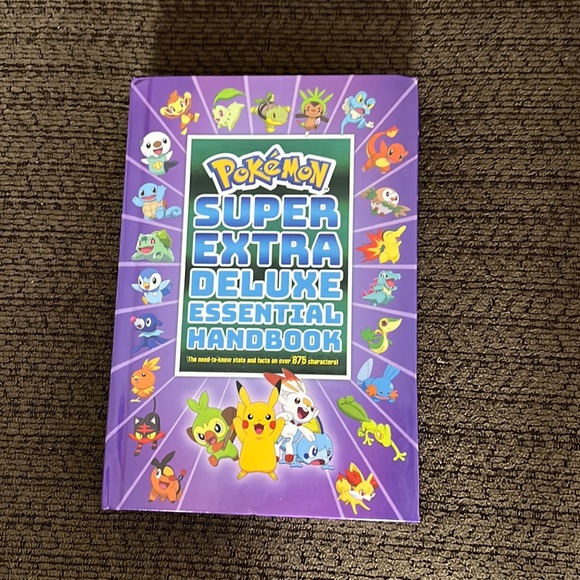 POKéMON
SUPER
EXTRA
DELUXE
ESSENTIAL
HANDBOOK
The need-to-know stats and facts on over 875 characters!